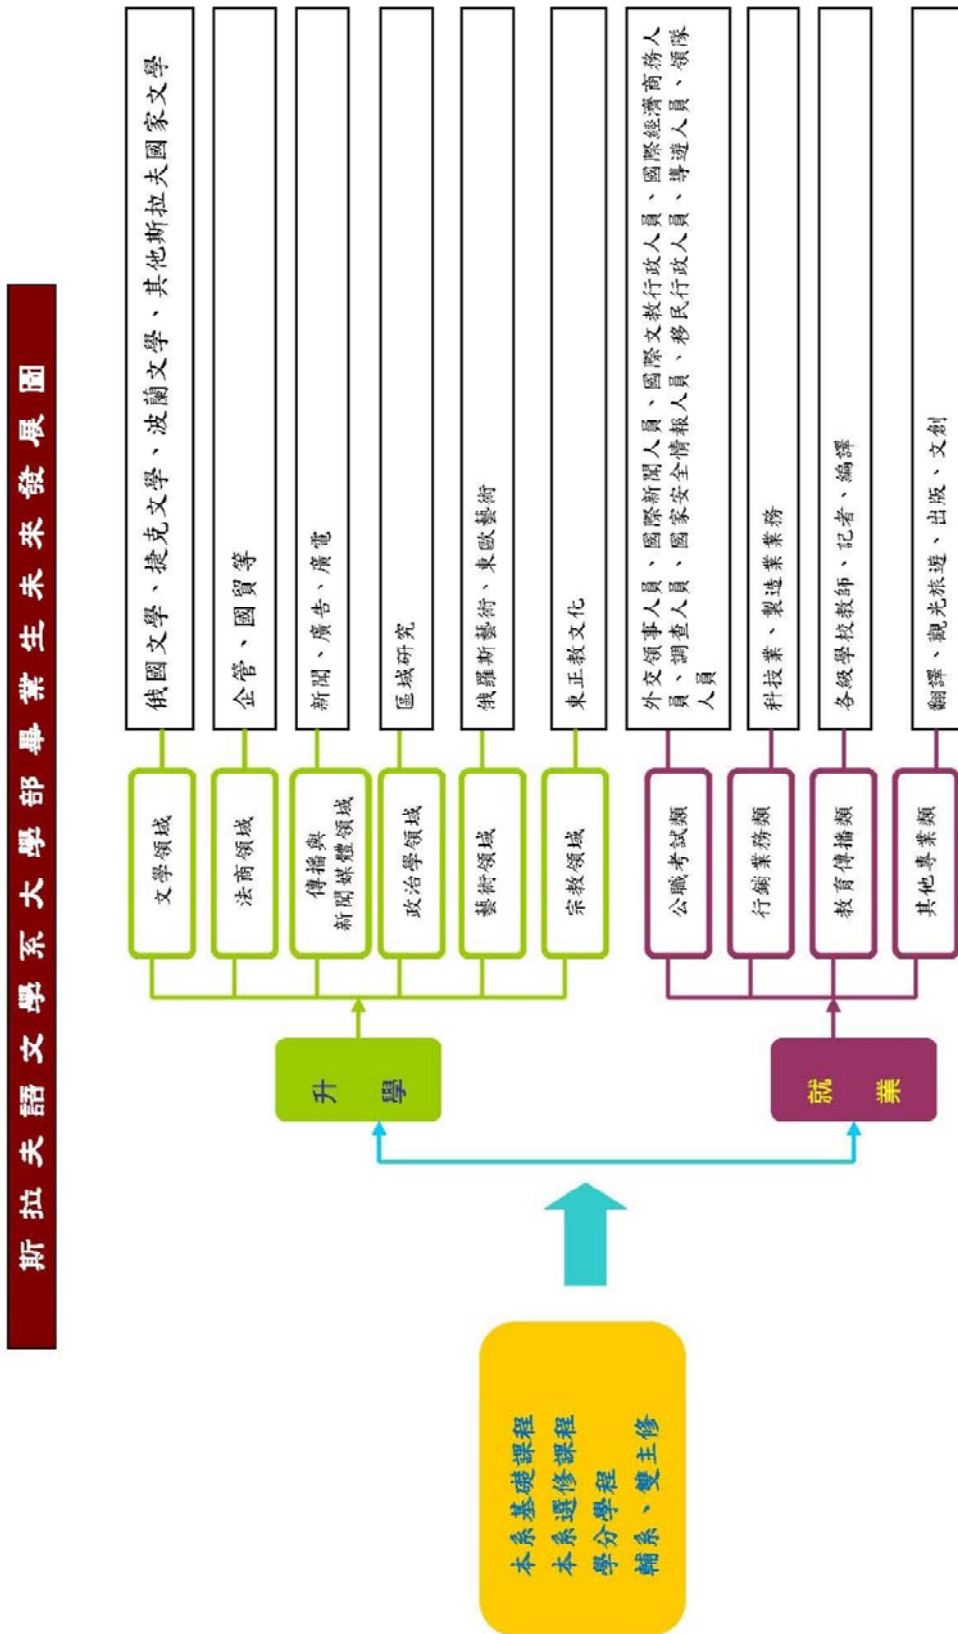 斯拉夫語文學系大學部畢業生未來發展圖
本系基礎課程
本系選修課程
學分學程
輔系、雙主修
升學
文學領域
俄國文學、捷克文學、波蘭文學、其他斯拉夫國家文學
法商領域
企管、國貿等
傳播與
新聞媒體領域
新聞、廣告、廣電
政治學領域
區域研究
藝術領域
俄羅斯藝術、東歐藝術
宗教領域
東正教文化
就業
公職考試類
外交領事人員、國際新聞人員、國際文教行政人員、國際經濟商務人
員、調查人員、國家安全情報人員、移民行政人員、導遊人員、領隊
人員
行銷業務類
科技業、製造業業務
教育傳播類
各級學校教師、記者、編譯
其他專業類
翻譯、觀光旅遊、出版、文創